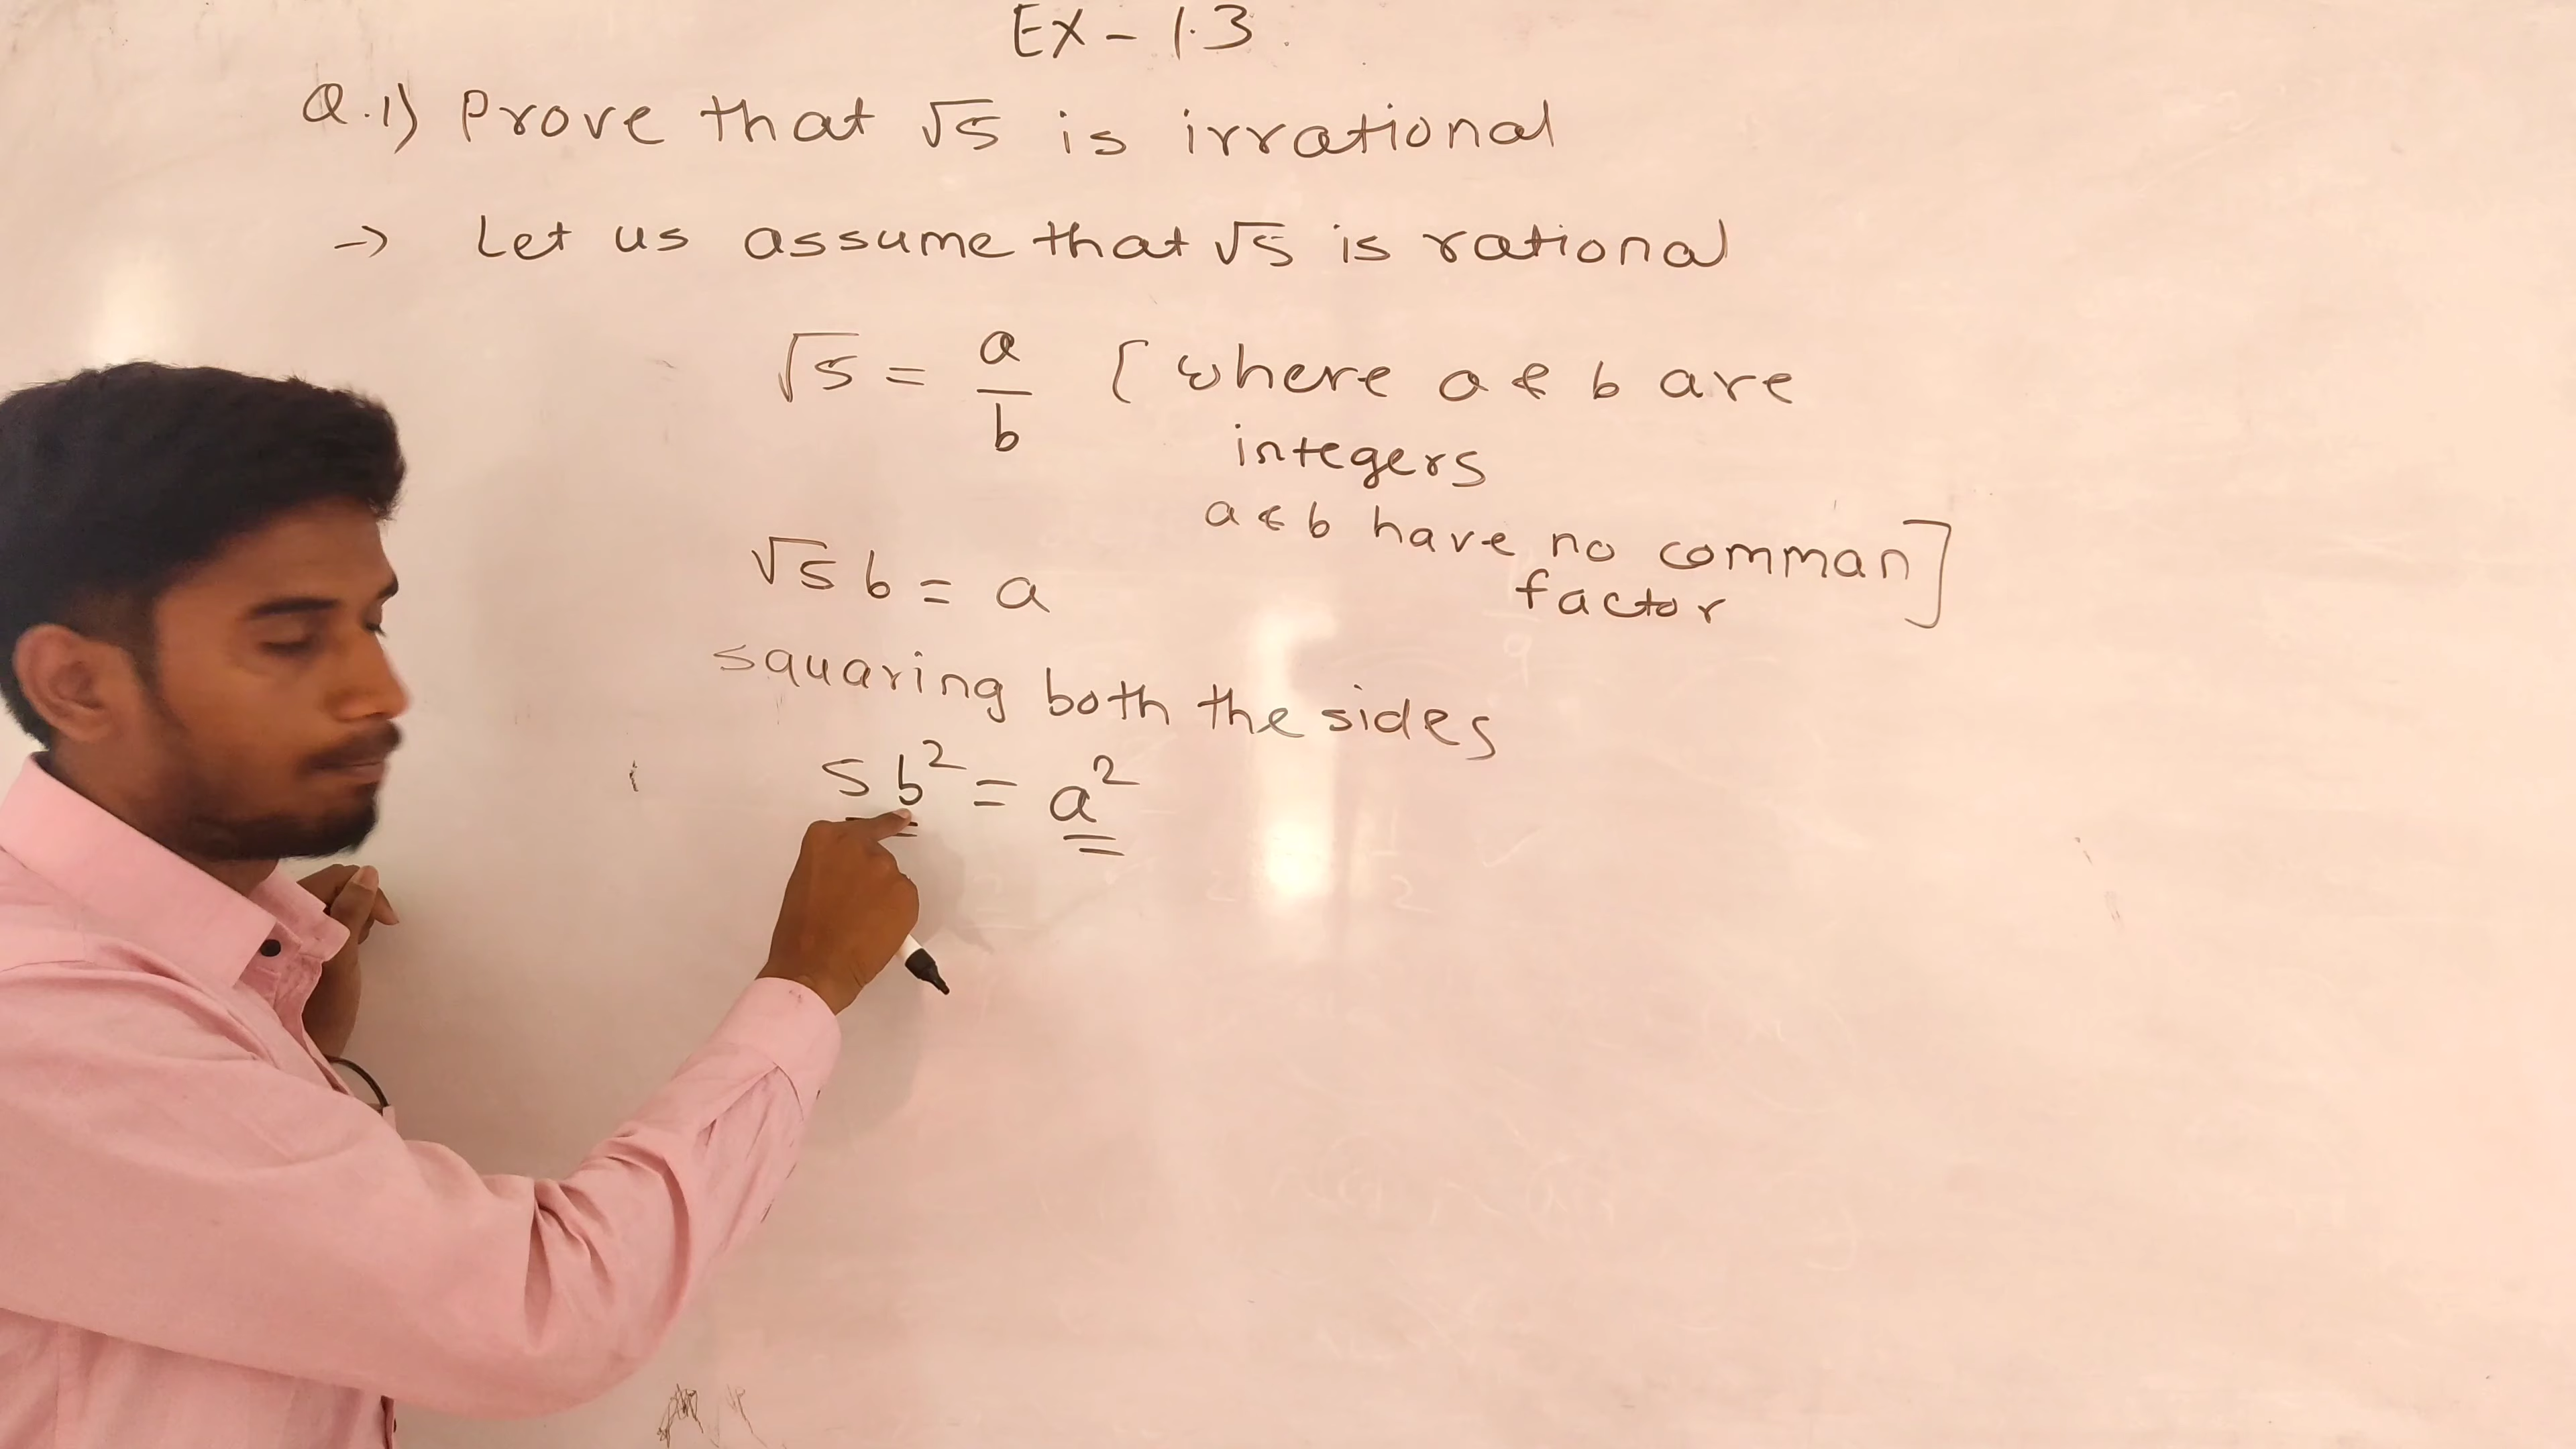 Ex - 1.3
Q.1) Prove that √5 is irrational
→ Let us assume that √5 is rational
√5 = a/b [where a & b are
integers
a & b have no comman
factor]
√5 b = a
squaring both the sides
5b² = a²